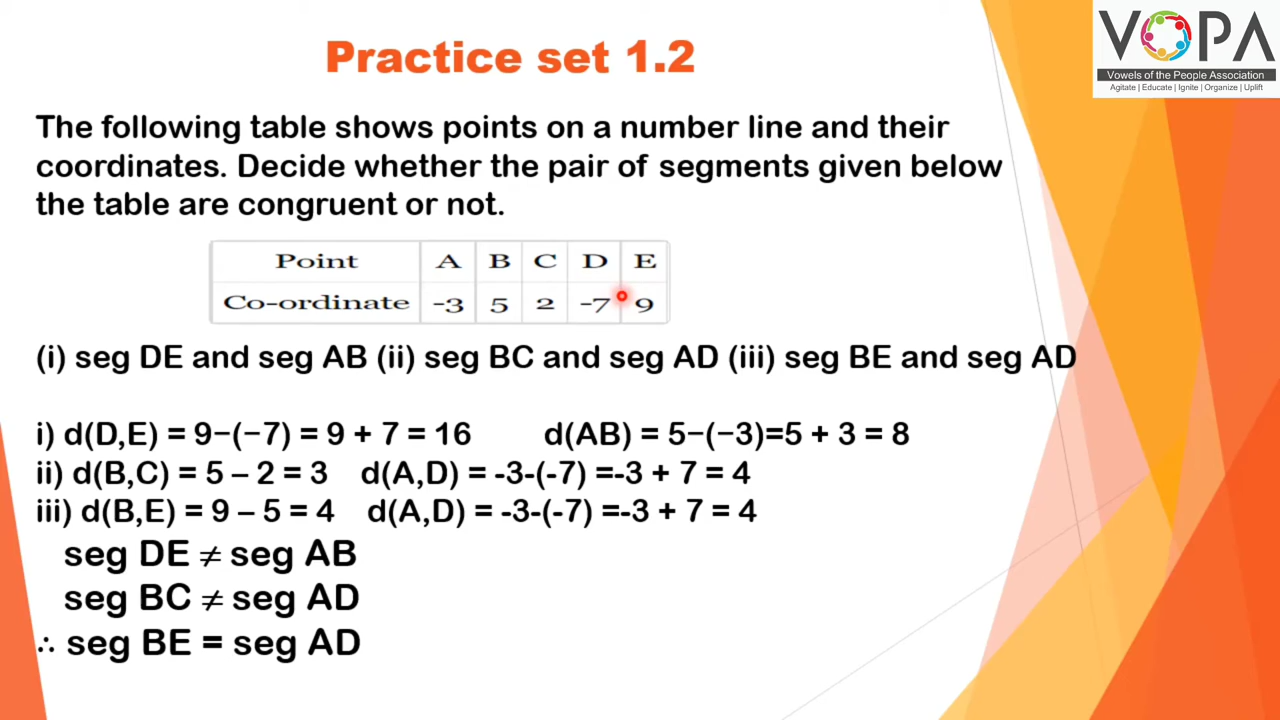 VOPA
Vowels of the People Association
Agitate | Educate | Ignite | Organize | Uplift
Practice set 1.2
The following table shows points on a number line and their
coordinates. Decide whether the pair of segments given below
the table are congruent or not.
Point A B C D E
Co-ordinate -3 5 2 -7 9
(i) seg DE and seg AB (ii) seg BC and seg AD (iii) seg BE and seg AD
i) d(D,E) = 9−(−7) = 9 + 7 = 16 d(AB) = 5−(−3)=5 + 3 = 8
ii) d(B,C) = 5 – 2 = 3 d(A,D) = -3-(-7) =-3 + 7 = 4
iii) d(B,E) = 9 – 5 = 4 d(A,D) = -3-(-7) =-3 + 7 = 4
seg DE ≠ seg AB
seg BC ≠ seg AD
∴ seg BE = seg AD